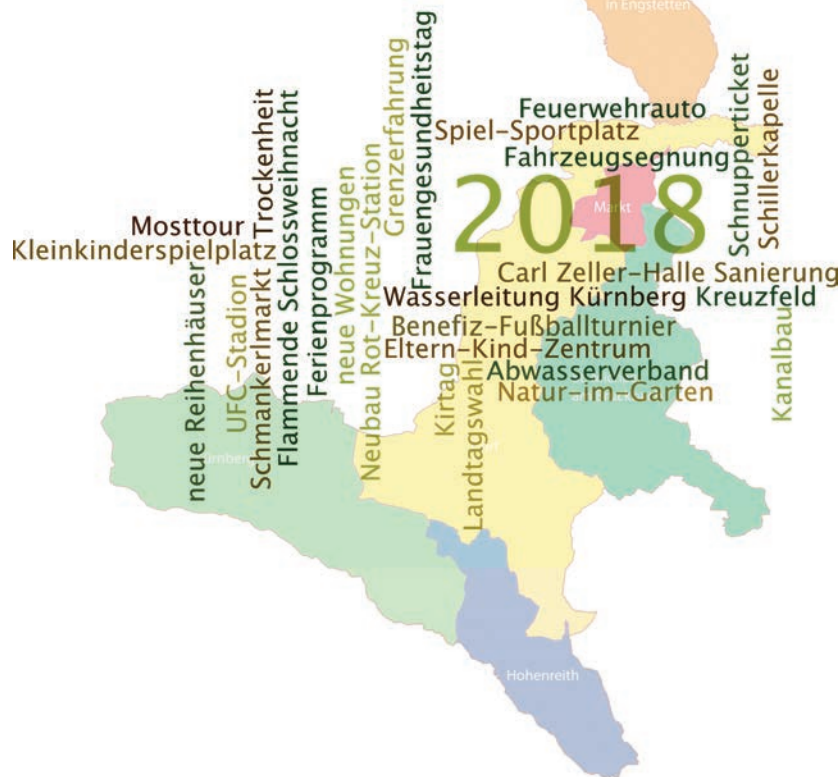 in Engstetten
Feuerwehrauto
Spiel-Sportplatz
Fahrzeugsegnung
2018
Markt
Schnupperticket
Schillerkapelle
Grenzerfahrung
Frauengesundheitstag
Trockenheit
Flammende Schlossweihnacht
Ferienprogramm
neue Wohnungen
Neubau Rot-Kreuz-Station
Mosttour
Kleinkinderspielplatz
neue Reihenhäuser
UFC-Stadion
Schmankerlmarkt
Carl Zeller-Halle Sanierung
Wasserleitung Kürnberg Kreuzfeld
Benefiz-Fußballturnier
Eltern-Kind-Zentrum
Abwasserverband
Natur-im-Garten
Kirtag
Landtagswahl
Kanalbau
Hohenreith